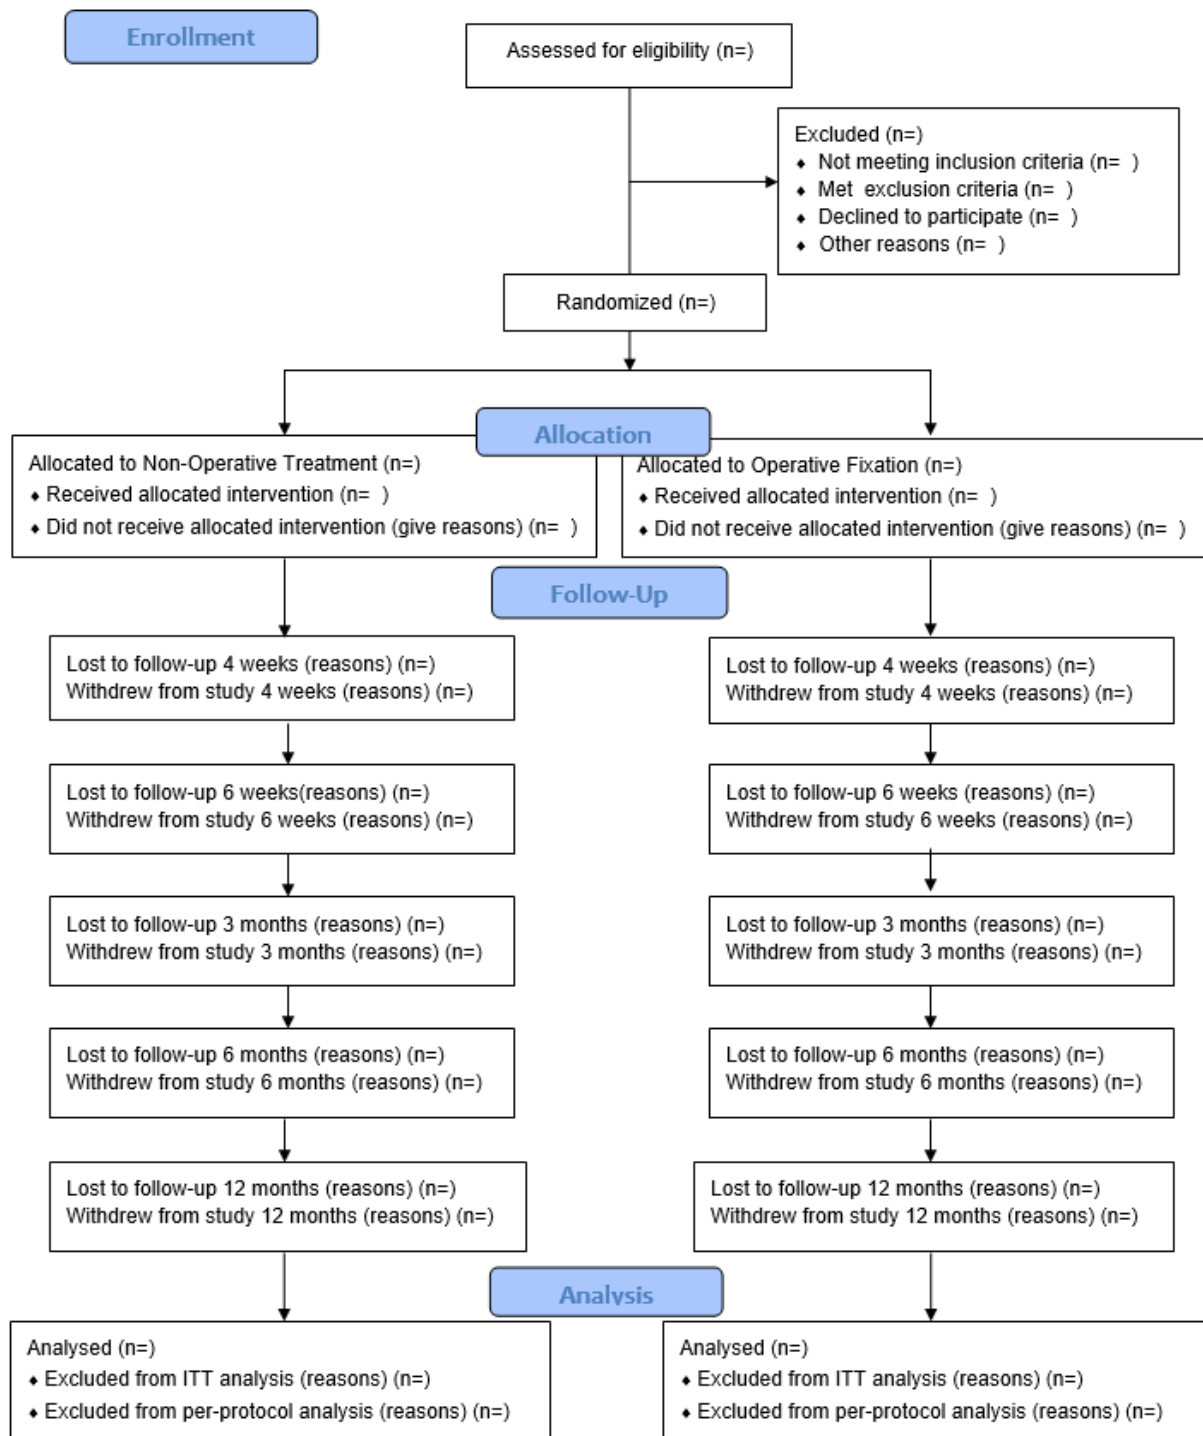 Enrollment
Assessed for eligibility (n=)
Excluded (n=)
♦ Not meeting inclusion criteria (n=  )
♦ Met  exclusion criteria (n=  )
♦ Declined to participate (n=  )
♦ Other reasons (n=  )
Randomized (n=)
Allocation
Allocated to Non-Operative Treatment (n=)
♦ Received allocated intervention (n=  )
♦ Did not receive allocated intervention (give reasons) (n=  )
Allocated to Operative Fixation (n=)
♦ Received allocated intervention (n=  )
♦ Did not receive allocated intervention (give reasons) (n=  )
Follow-Up
Lost to follow-up 4 weeks (reasons) (n=)
Withdrew from study 4 weeks (reasons) (n=)
Lost to follow-up 4 weeks (reasons) (n=)
Withdrew from study 4 weeks (reasons) (n=)
Lost to follow-up 6 weeks(reasons) (n=)
Withdrew from study 6 weeks (reasons) (n=)
Lost to follow-up 6 weeks (reasons) (n=)
Withdrew from study 6 weeks (reasons) (n=)
Lost to follow-up 3 months (reasons) (n=)
Withdrew from study 3 months (reasons) (n=)
Lost to follow-up 3 months (reasons) (n=)
Withdrew from study 3 months (reasons) (n=)
Lost to follow-up 6 months (reasons) (n=)
Withdrew from study 6 months (reasons) (n=)
Lost to follow-up 6 months (reasons) (n=)
Withdrew from study 6 months (reasons) (n=)
Lost to follow-up 12 months (reasons) (n=)
Withdrew from study 12 months (reasons) (n=)
Lost to follow-up 12 months (reasons) (n=)
Withdrew from study 12 months (reasons) (n=)
Analysis
Analysed (n=)
♦ Excluded from ITT analysis (reasons) (n=)
♦ Excluded from per-protocol analysis (reasons) (n=)
Analysed (n=)
♦ Excluded from ITT analysis (reasons) (n=)
♦ Excluded from per-protocol analysis (reasons) (n=)